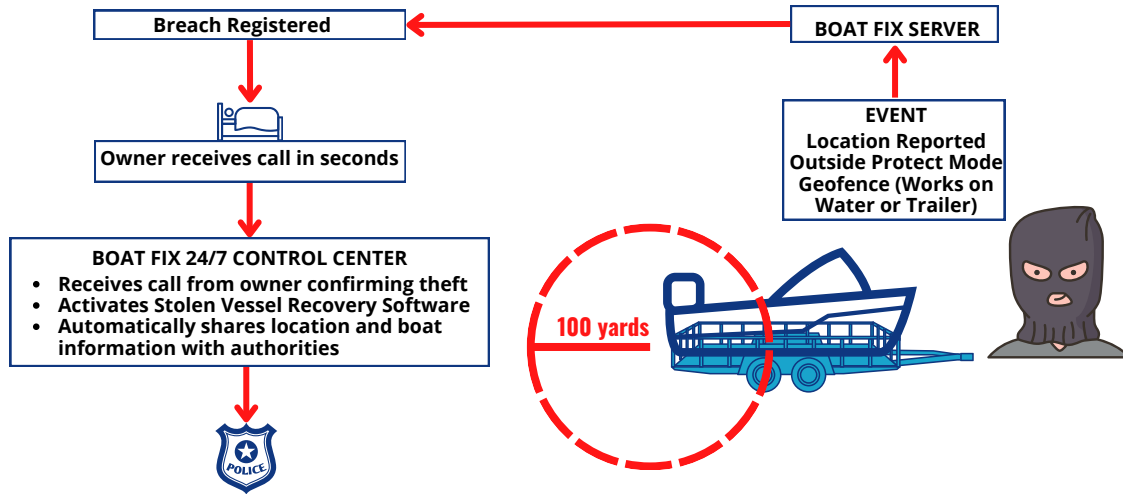 Breach Registered
BOAT FIX SERVER
EVENT
Location Reported
Outside Protect Mode
Geofence (Works on
Water or Trailer)
Owner receives call in seconds
BOAT FIX 24/7 CONTROL CENTER
• Receives call from owner confirming theft
• Activates Stolen Vessel Recovery Software
• Automatically shares location and boat
information with authorities
100 yards
POLICE